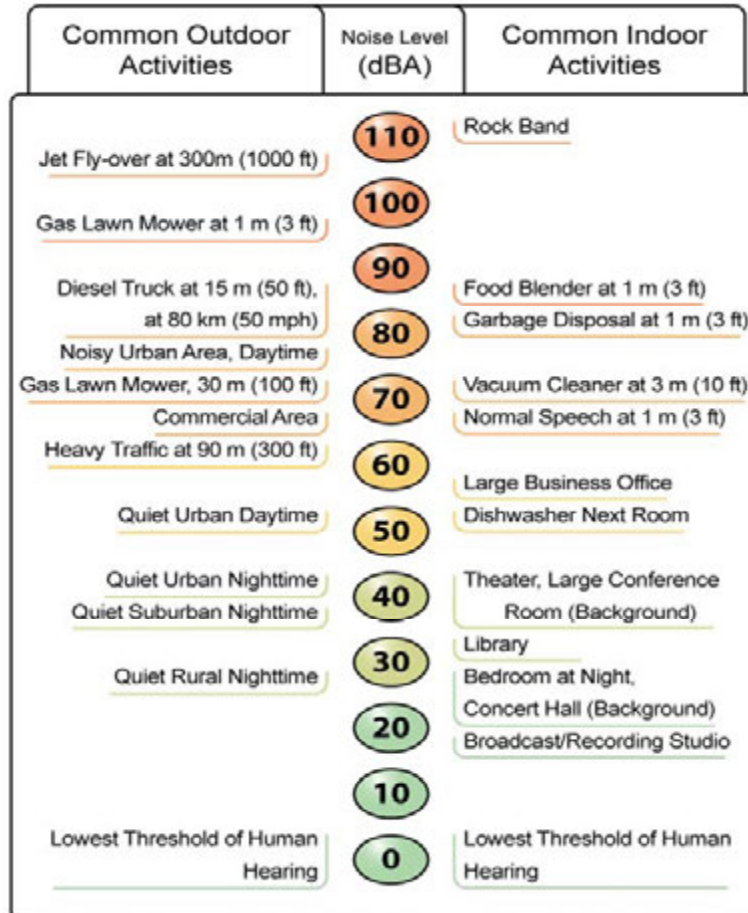 Common Outdoor Activities
Noise Level (dBA)
Common Indoor Activities
110
Rock Band
Jet Fly-over at 300m (1000 ft)
100
Gas Lawn Mower at 1 m (3 ft)
90
Diesel Truck at 15 m (50 ft),
Food Blender at 1 m (3 ft)
at 80 km (50 mph)
80
Garbage Disposal at 1 m (3 ft)
Noisy Urban Area, Daytime
Gas Lawn Mower, 30 m (100 ft)
70
Vacuum Cleaner at 3 m (10 ft)
Commercial Area
Normal Speech at 1 m (3 ft)
Heavy Traffic at 90 m (300 ft)
60
Large Business Office
Quiet Urban Daytime
50
Dishwasher Next Room
Quiet Urban Nighttime
40
Theater, Large Conference
Quiet Suburban Nighttime
Room (Background)
30
Library
Quiet Rural Nighttime
Bedroom at Night,
Concert Hall (Background)
20
Broadcast/Recording Studio
10
Lowest Threshold of Human
Hearing
0
Lowest Threshold of Human
Hearing